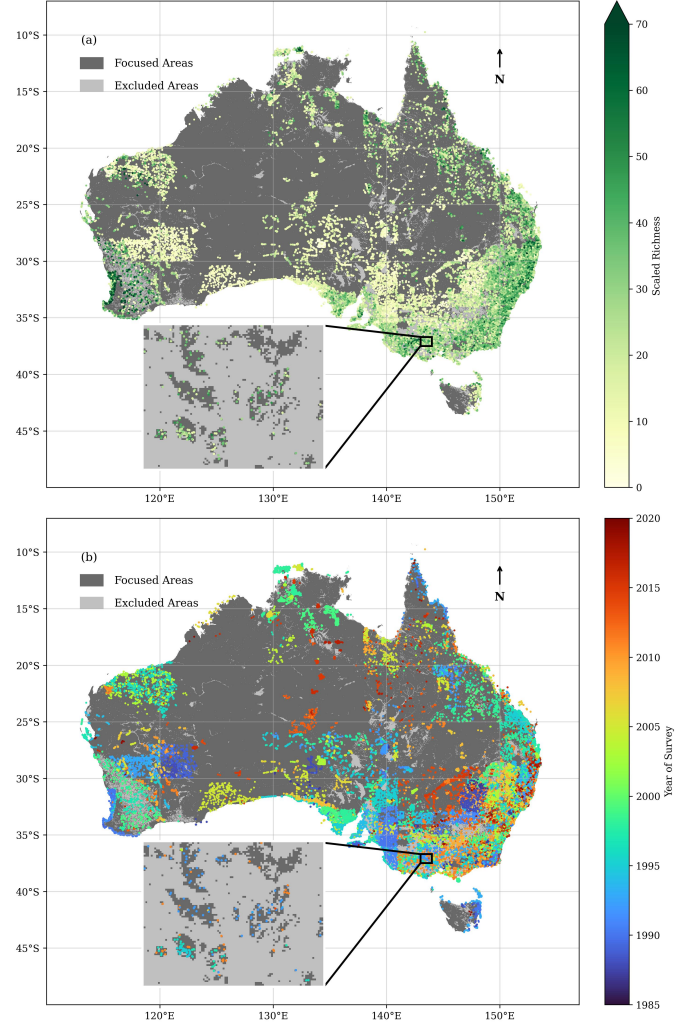 (a)
Focused Areas
Excluded Areas
N
10°S
15°S
20°S
25°S
30°S
35°S
40°S
45°S
120°E
130°E
140°E
150°E
70
60
50
40
30
20
10
0
Scaled Richness
(b)
Focused Areas
Excluded Areas
N
10°S
15°S
20°S
25°S
30°S
35°S
40°S
45°S
120°E
130°E
140°E
150°E
2020
2015
2010
2005
2000
1995
1990
1985
Year of Survey